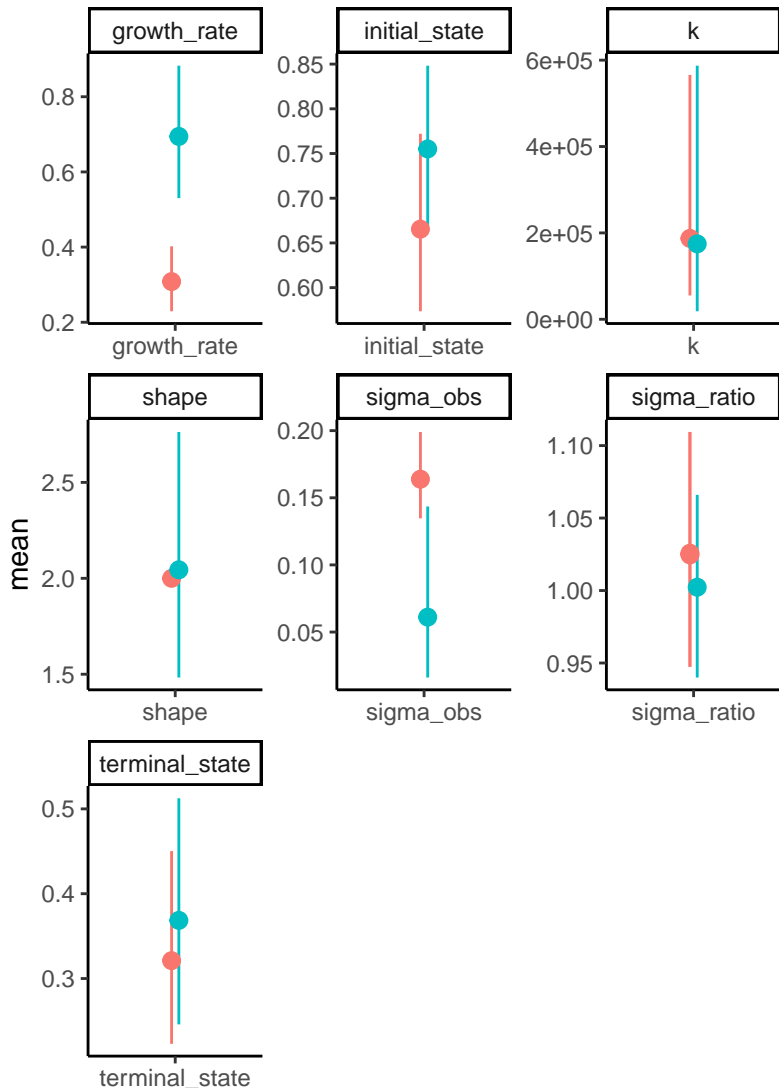 growth_rate
initial_state
k
0.8
0.6
0.4
0.2
0.85
0.80
0.75
0.70
0.65
0.60
6e+05
4e+05
2e+05
0e+00
growth_rate
initial_state
k
shape
sigma_obs
sigma_ratio
mean
2.5
2.0
1.5
0.20
0.15
0.10
0.05
1.10
1.05
1.00
0.95
shape
sigma_obs
sigma_ratio
terminal_state
0.5
0.4
0.3
terminal_state